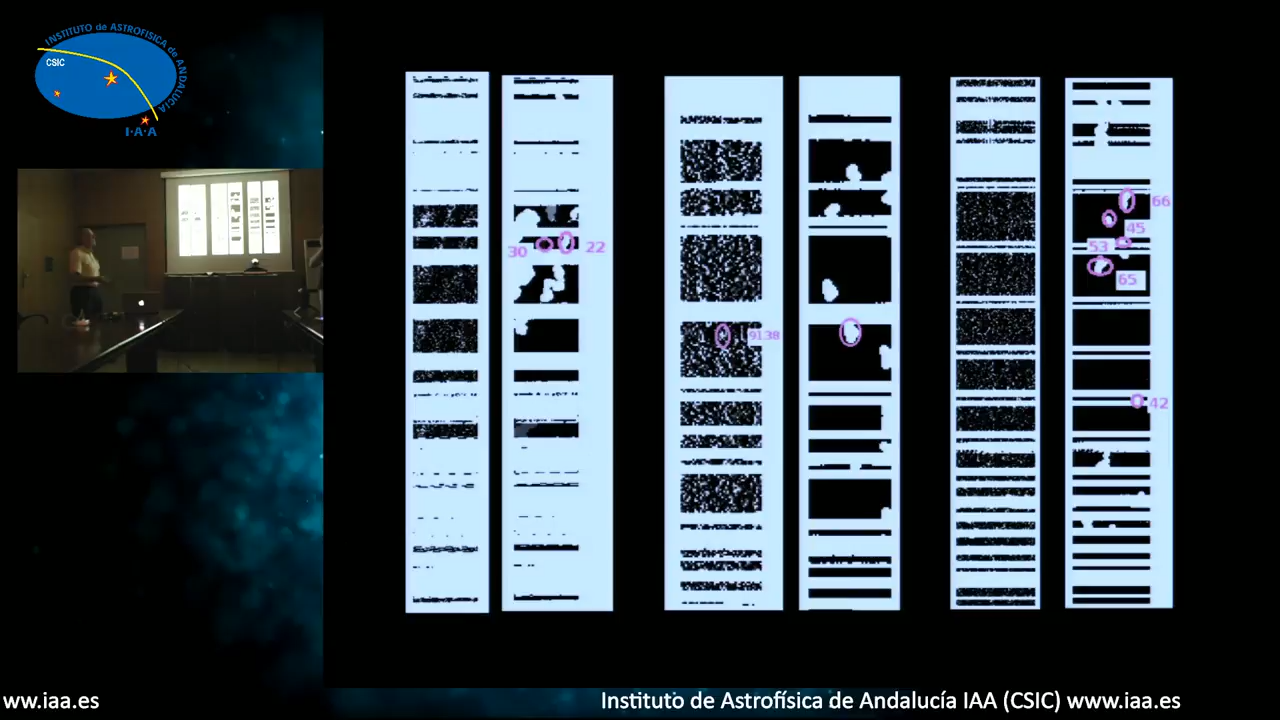 INSTITUTO de ASTROFÍSICA de ANDALUCÍA
CSIC
I·A·A
30
22
9138
66
45
53
65
42
ww.iaa.es
Instituto de Astrofísica de Andalucía IAA (CSIC) www.iaa.es